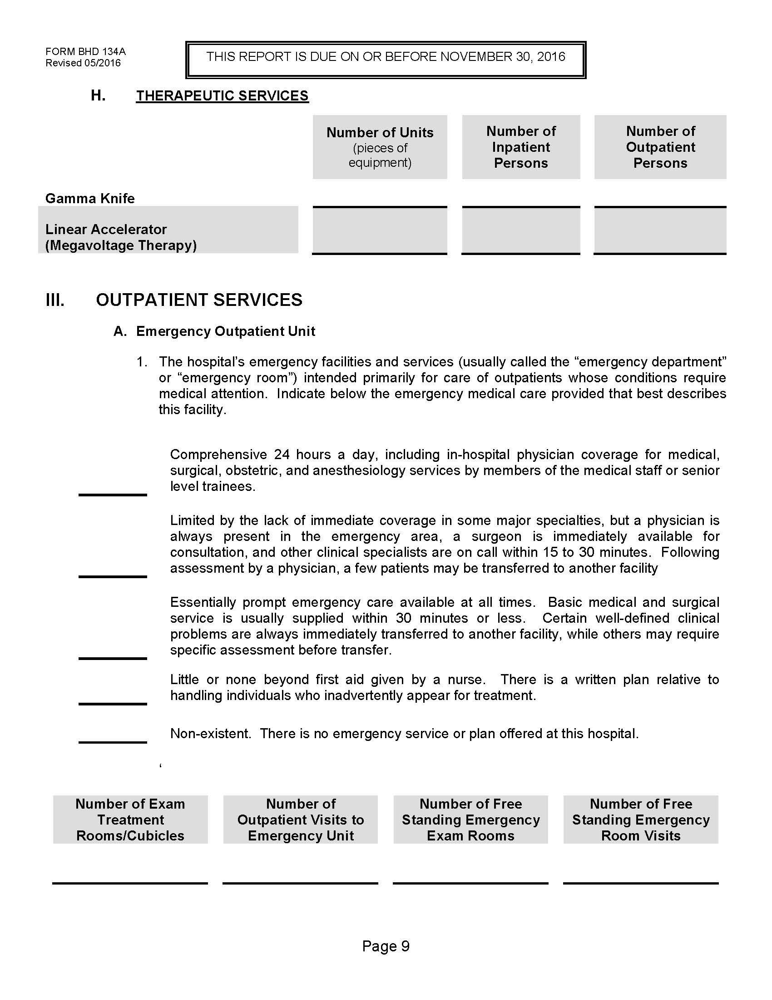 FORM BHD 134A
Revised 05/2016
THIS REPORT IS DUE ON OR BEFORE NOVEMBER 30, 2016
H. THERAPEUTIC SERVICES
Number of Units
(pieces of
equipment)
Number of
Inpatient
Persons
Number of
Outpatient
Persons
Gamma Knife
Linear Accelerator
(Megavoltage Therapy)
III. OUTPATIENT SERVICES
A. Emergency Outpatient Unit
1. The hospital’s emergency facilities and services (usually called the “emergency department”
or “emergency room”) intended primarily for care of outpatients whose conditions require
medical attention. Indicate below the emergency medical care provided that best describes
this facility.
Comprehensive 24 hours a day, including in-hospital physician coverage for medical,
surgical, obstetric, and anesthesiology services by members of the medical staff or senior
level trainees.
Limited by the lack of immediate coverage in some major specialties, but a physician is
always present in the emergency area, a surgeon is immediately available for
consultation, and other clinical specialists are on call within 15 to 30 minutes. Following
assessment by a physician, a few patients may be transferred to another facility
Essentially prompt emergency care available at all times. Basic medical and surgical
service is usually supplied within 30 minutes or less. Certain well-defined clinical
problems are always immediately transferred to another facility, while others may require
specific assessment before transfer.
Little or none beyond first aid given by a nurse. There is a written plan relative to
handling individuals who inadvertently appear for treatment.
Non-existent. There is no emergency service or plan offered at this hospital.
‘
Number of Exam
Treatment
Rooms/Cubicles
Number of
Outpatient Visits to
Emergency Unit
Number of Free
Standing Emergency
Exam Rooms
Number of Free
Standing Emergency
Room Visits
Page 9